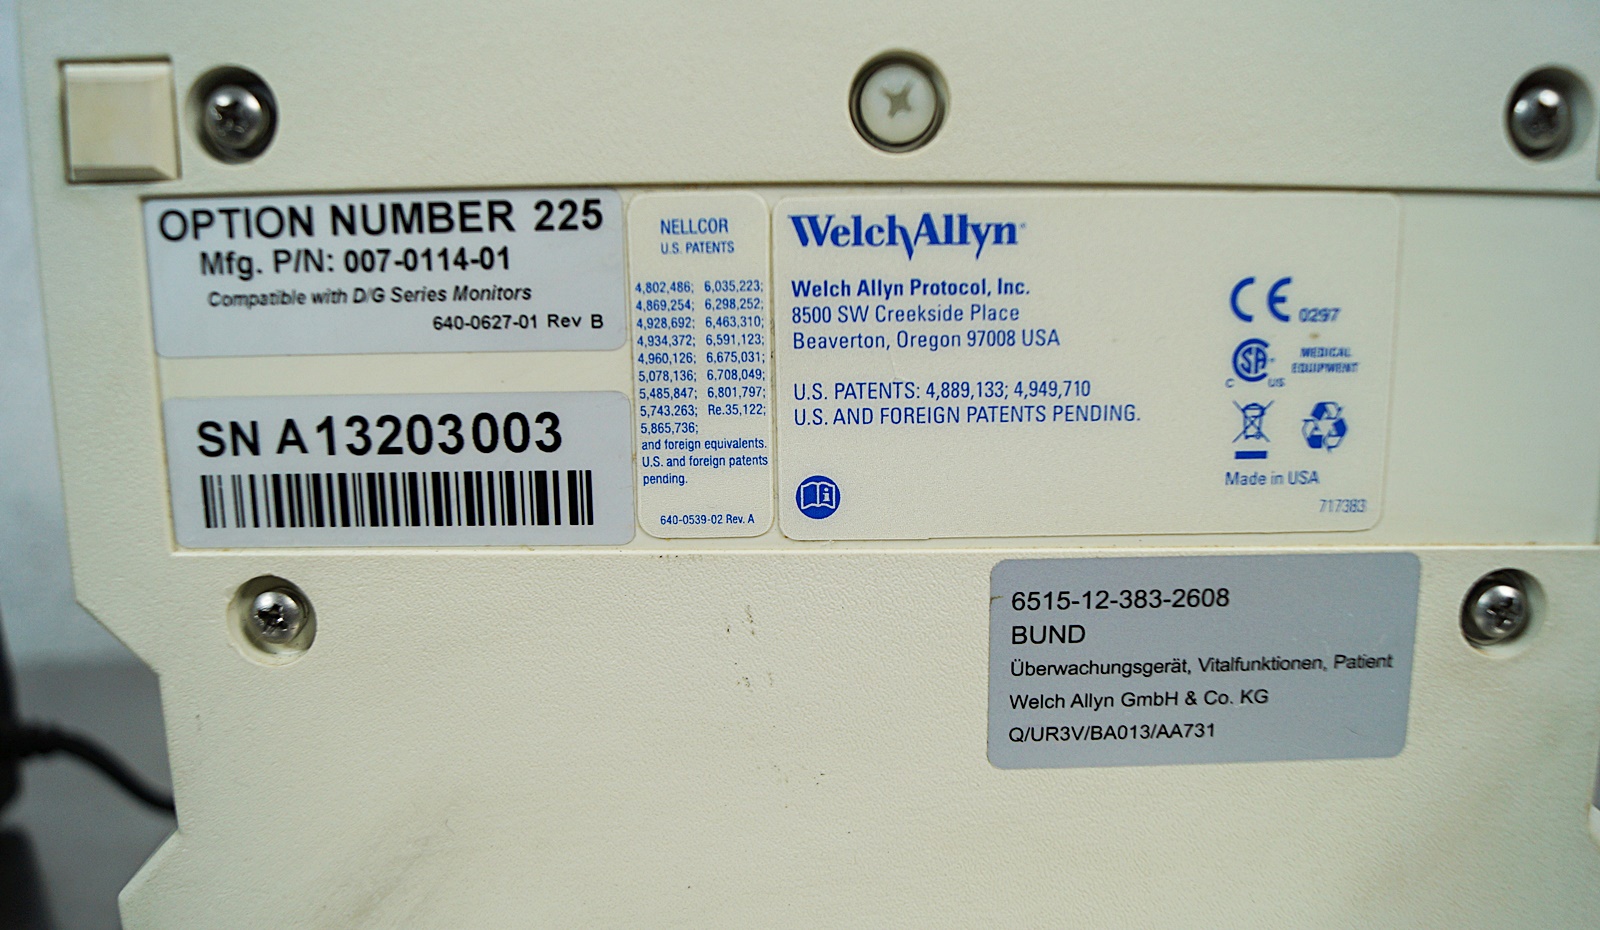 OPTION NUMBER 225
Mfg. P/N: 007-0114-01
Compatible with D/G Series Monitors
640-0627-01 Rev B
SN A13203003
NELLCOR
U.S. PATENTS
4,802,486; 6,035,223;
4,869,254; 6,298,252;
4,928,692; 6,463,310;
4,934,372; 6,591,123;
4,960,126; 6,675,031;
5,078,136; 6,708,049;
5,485,847; 6,801,797;
5,743,263; Re.35,122;
5,865,736;
and foreign equivalents.
U.S. and foreign patents
pending.
640-0539-02 Rev. A
WelchAllyn
Welch Allyn Protocol, Inc.
8500 SW Creekside Place
Beaverton, Oregon 97008 USA
U.S. PATENTS: 4,889,133; 4,949,710
U.S. AND FOREIGN PATENTS PENDING.
CE 0297
C SA US
MEDICAL
EQUIPMENT
Made in USA
717383
6515-12-383-2608
BUND
Überwachungsgerät, Vitalfunktionen, Patient
Welch Allyn GmbH & Co. KG
Q/UR3V/BA013/AA731